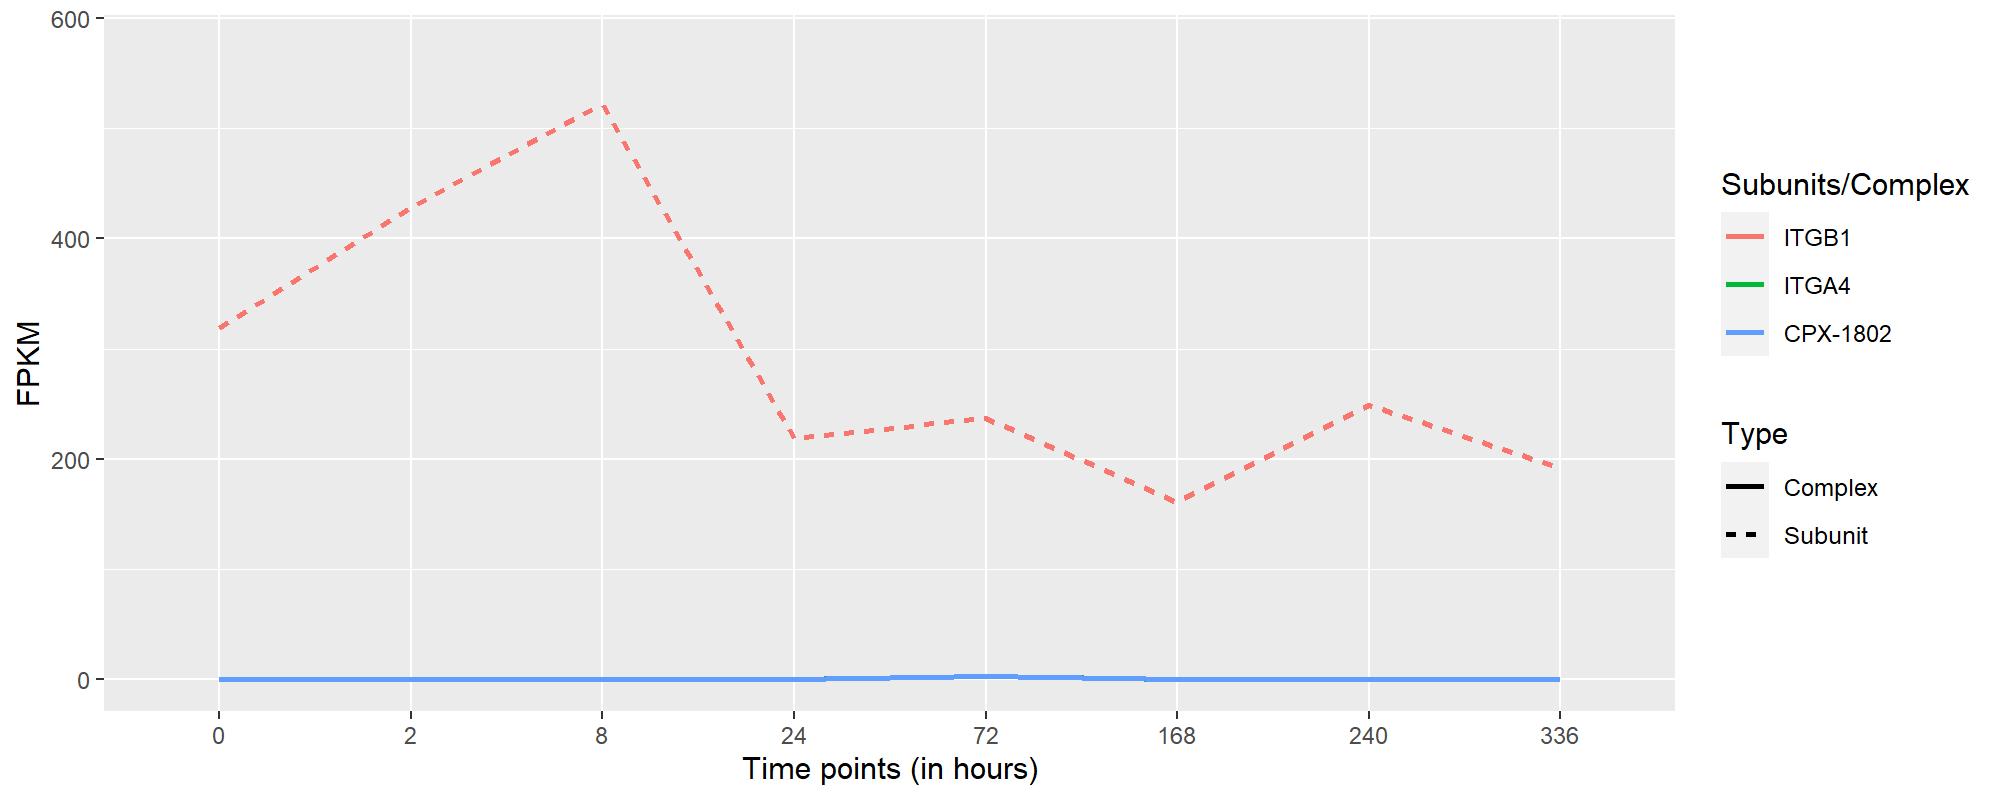 600
400
200
0
FPKM
0 2 8 24 72 168 240 336
Time points (in hours)
Subunits/Complex
ITGB1
ITGA4
CPX-1802
Type
Complex
Subunit